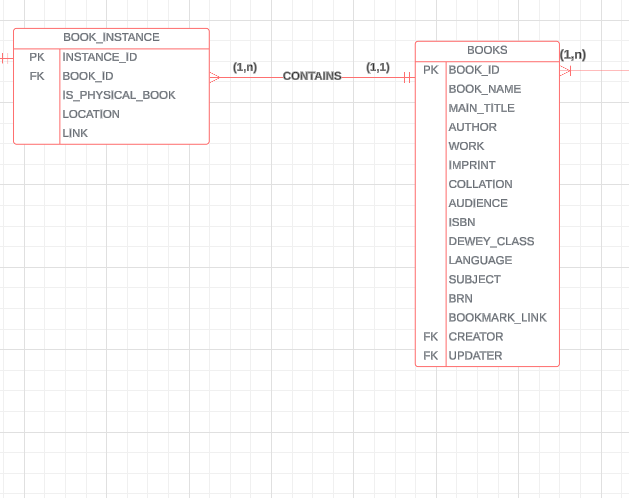 BOOK_INSTANCE
PK INSTANCE_ID
FK BOOK_ID
IS_PHYSICAL_BOOK
LOCATION
LINK
(1,n) CONTAINS (1,1)
BOOKS
(1,n)
PK BOOK_ID
BOOK_NAME
MAIN_TITLE
AUTHOR
WORK
IMPRINT
COLLATION
AUDIENCE
ISBN
DEWEY_CLASS
LANGUAGE
SUBJECT
BRN
BOOKMARK_LINK
FK CREATOR
FK UPDATER